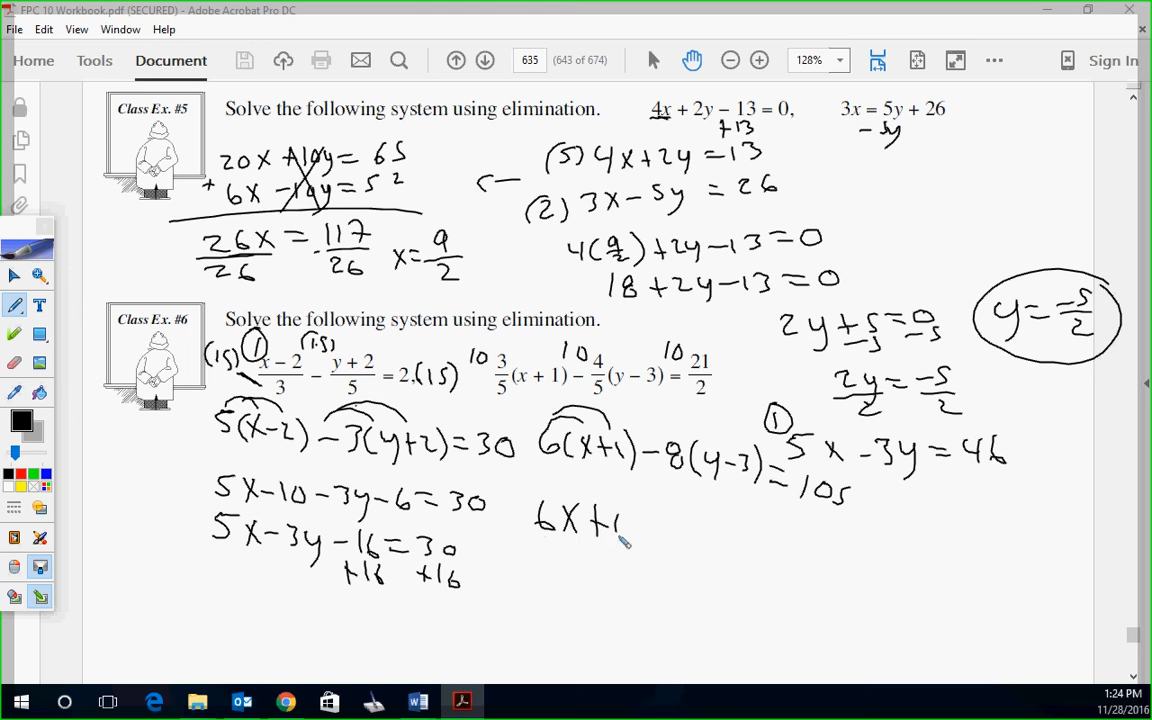 FPC 10 Workbook.pdf (SECURED) - Adobe Acrobat Pro DC
File Edit View Window Help
Home Tools Document 635 (643 of 674) 128% Sign In
Class Ex. #5 Solve the following system using elimination. 4x + 2y − 13 = 0, 3x = 5y + 26
+13 − 5y
20x + 10y = 65 (5) 4x + 2y = 13
+ 6x − 10y = 52 (2) 3x − 5y = 26
26x/26 = 117/26 x = 9/2 4(9/2) + 2y − 13 = 0
18 + 2y − 13 = 0
2y + 5 = 0 y = −5/2
−5 −5
2y/2 = −5/2
Class Ex. #6 Solve the following system using elimination.
(15) ① (15) 10 10 10
(x − 2)/3 − (y + 2)/5 = 2, (15) 3/5(x + 1) − 4/5(y − 3) = 21/2
5(x − 2) − 3(y + 2) = 30 6(x + 1) − 8(y − 3) = 105 ① 5x − 3y = 46
5x − 10 − 3y − 6 = 30
5x − 3y − 16 = 30 6x + 
+16 +16
1:24 PM
11/28/2016